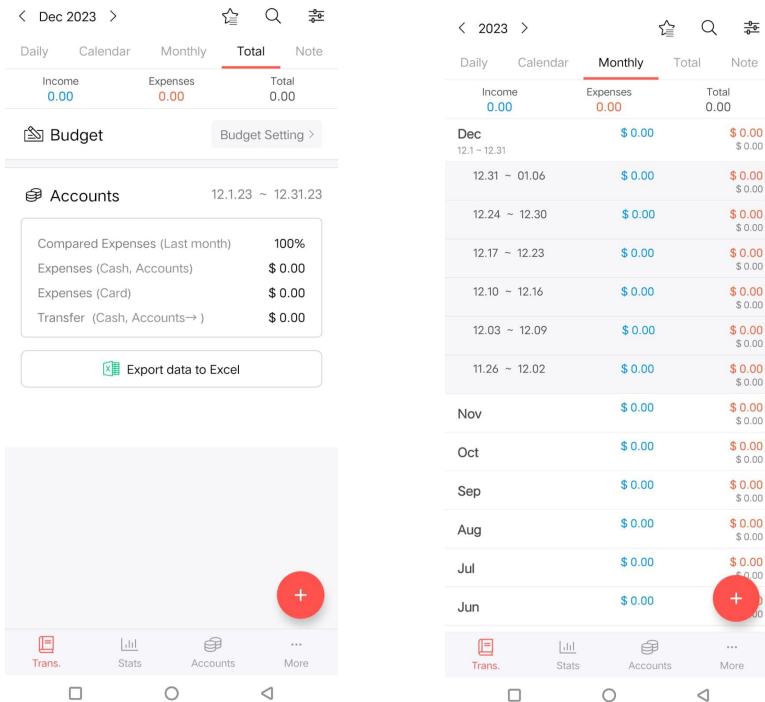 Dec 2023
Daily Calendar Monthly Total Note
Income Expenses Total
0.00 0.00 0.00
Budget Budget Setting >
Accounts 12.1.23 ~ 12.31.23
Compared Expenses (Last month) 100%
Expenses (Cash, Accounts) $ 0.00
Expenses (Card) $ 0.00
Transfer (Cash, Accounts→ ) $ 0.00
Export data to Excel
Trans. Stats Accounts More
2023
Daily Calendar Monthly Total Note
Income Expenses Total
0.00 0.00 0.00
Dec $ 0.00 $ 0.00
12.1 ~ 12.31 $ 0.00
12.31 ~ 01.06 $ 0.00 $ 0.00
$ 0.00
12.24 ~ 12.30 $ 0.00 $ 0.00
$ 0.00
12.17 ~ 12.23 $ 0.00 $ 0.00
$ 0.00
12.10 ~ 12.16 $ 0.00 $ 0.00
$ 0.00
12.03 ~ 12.09 $ 0.00 $ 0.00
$ 0.00
11.26 ~ 12.02 $ 0.00 $ 0.00
$ 0.00
Nov $ 0.00 $ 0.00
$ 0.00
Oct $ 0.00 $ 0.00
$ 0.00
Sep $ 0.00 $ 0.00
$ 0.00
Aug $ 0.00 $ 0.00
$ 0.00
Jul $ 0.00 $ 0.00
Jun $ 0.00
Trans. Stats Accounts More